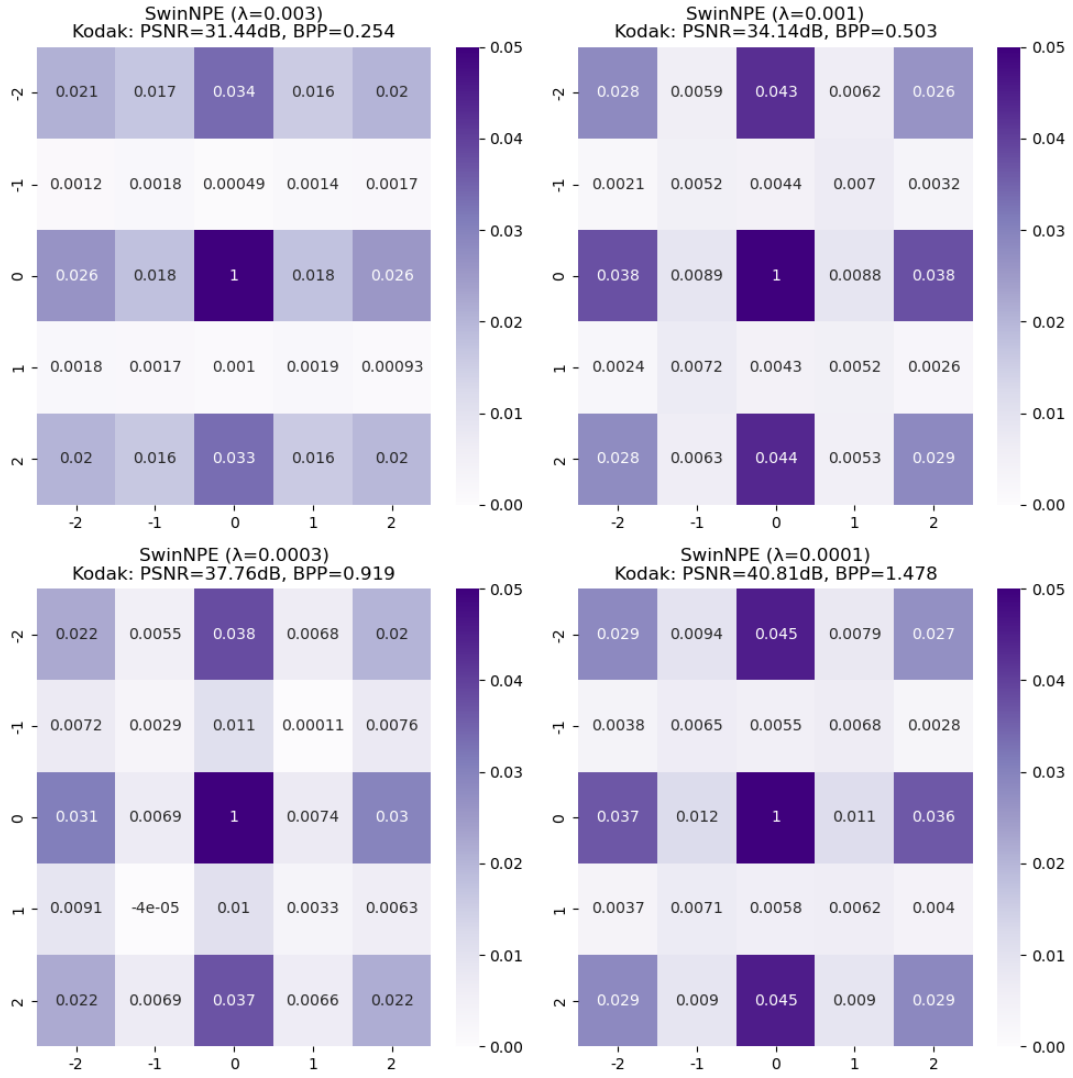 SwinNPE (λ=0.003)
Kodak: PSNR=31.44dB, BPP=0.254
-2 0.021 0.017 0.034 0.016 0.02
-1 0.0012 0.0018 0.00049 0.0014 0.0017
0 0.026 0.018 1 0.018 0.026
1 0.0018 0.0017 0.001 0.0019 0.00093
2 0.02 0.016 0.033 0.016 0.02
-2 -1 0 1 2
0.05
0.04
0.03
0.02
0.01
0.00
SwinNPE (λ=0.001)
Kodak: PSNR=34.14dB, BPP=0.503
-2 0.028 0.0059 0.043 0.0062 0.026
-1 0.0021 0.0052 0.0044 0.007 0.0032
0 0.038 0.0089 1 0.0088 0.038
1 0.0024 0.0072 0.0043 0.0052 0.0026
2 0.028 0.0063 0.044 0.0053 0.029
-2 -1 0 1 2
0.05
0.04
0.03
0.02
0.01
0.00
SwinNPE (λ=0.0003)
Kodak: PSNR=37.76dB, BPP=0.919
-2 0.022 0.0055 0.038 0.0068 0.02
-1 0.0072 0.0029 0.011 0.00011 0.0076
0 0.031 0.0069 1 0.0074 0.03
1 0.0091 -4e-05 0.01 0.0033 0.0063
2 0.022 0.0069 0.037 0.0066 0.022
-2 -1 0 1 2
0.05
0.04
0.03
0.02
0.01
0.00
SwinNPE (λ=0.0001)
Kodak: PSNR=40.81dB, BPP=1.478
-2 0.029 0.0094 0.045 0.0079 0.027
-1 0.0038 0.0065 0.0055 0.0068 0.0028
0 0.037 0.012 1 0.011 0.036
1 0.0037 0.0071 0.0058 0.0062 0.004
2 0.029 0.009 0.045 0.009 0.029
-2 -1 0 1 2
0.05
0.04
0.03
0.02
0.01
0.00